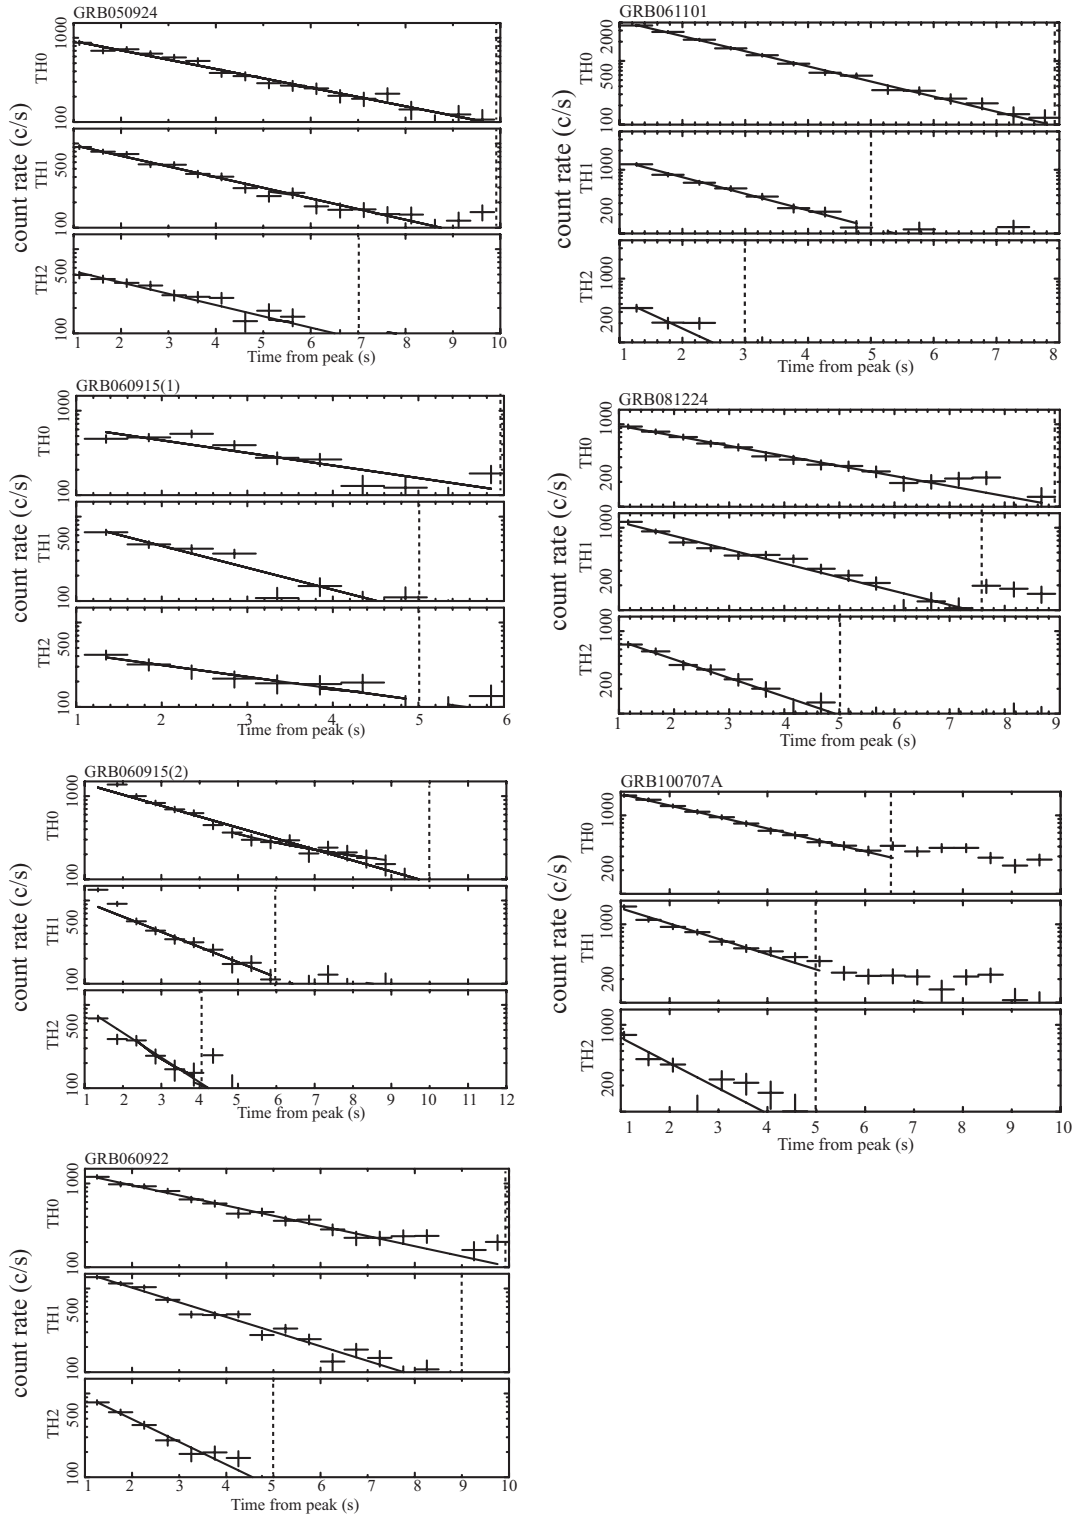 GRB050924
1000
100
TH0
500
100
TH1
500
100
TH2
count rate (c/s)
1 2 3 4 5 6 7 8 9 10
Time from peak (s)
GRB060915(1)
1000
100
TH0
500
100
TH1
500
100
TH2
count rate (c/s)
1 2 3 4 5 6
Time from peak (s)
GRB060915(2)
1000
100
TH0
500
100
TH1
500
100
TH2
count rate (c/s)
1 2 3 4 5 6 7 8 9 10 11 12
Time from peak (s)
GRB060922
1000
100
TH0
500
100
TH1
500
100
TH2
count rate (c/s)
1 2 3 4 5 6 7 8 9 10
Time from peak (s)
GRB061101
2000
500
100
TH0
1000
200
TH1
1000
200
TH2
count rate (c/s)
1 2 3 4 5 6 7 8
Time from peak (s)
GRB081224
1000
200
TH0
1000
200
TH1
1000
200
TH2
count rate (c/s)
1 2 3 4 5 6 7 8 9
Time from peak (s)
GRB100707A
1000
200
TH0
1000
200
TH1
1000
200
TH2
count rate (c/s)
1 2 3 4 5 6 7 8 9 10
Time from peak (s)